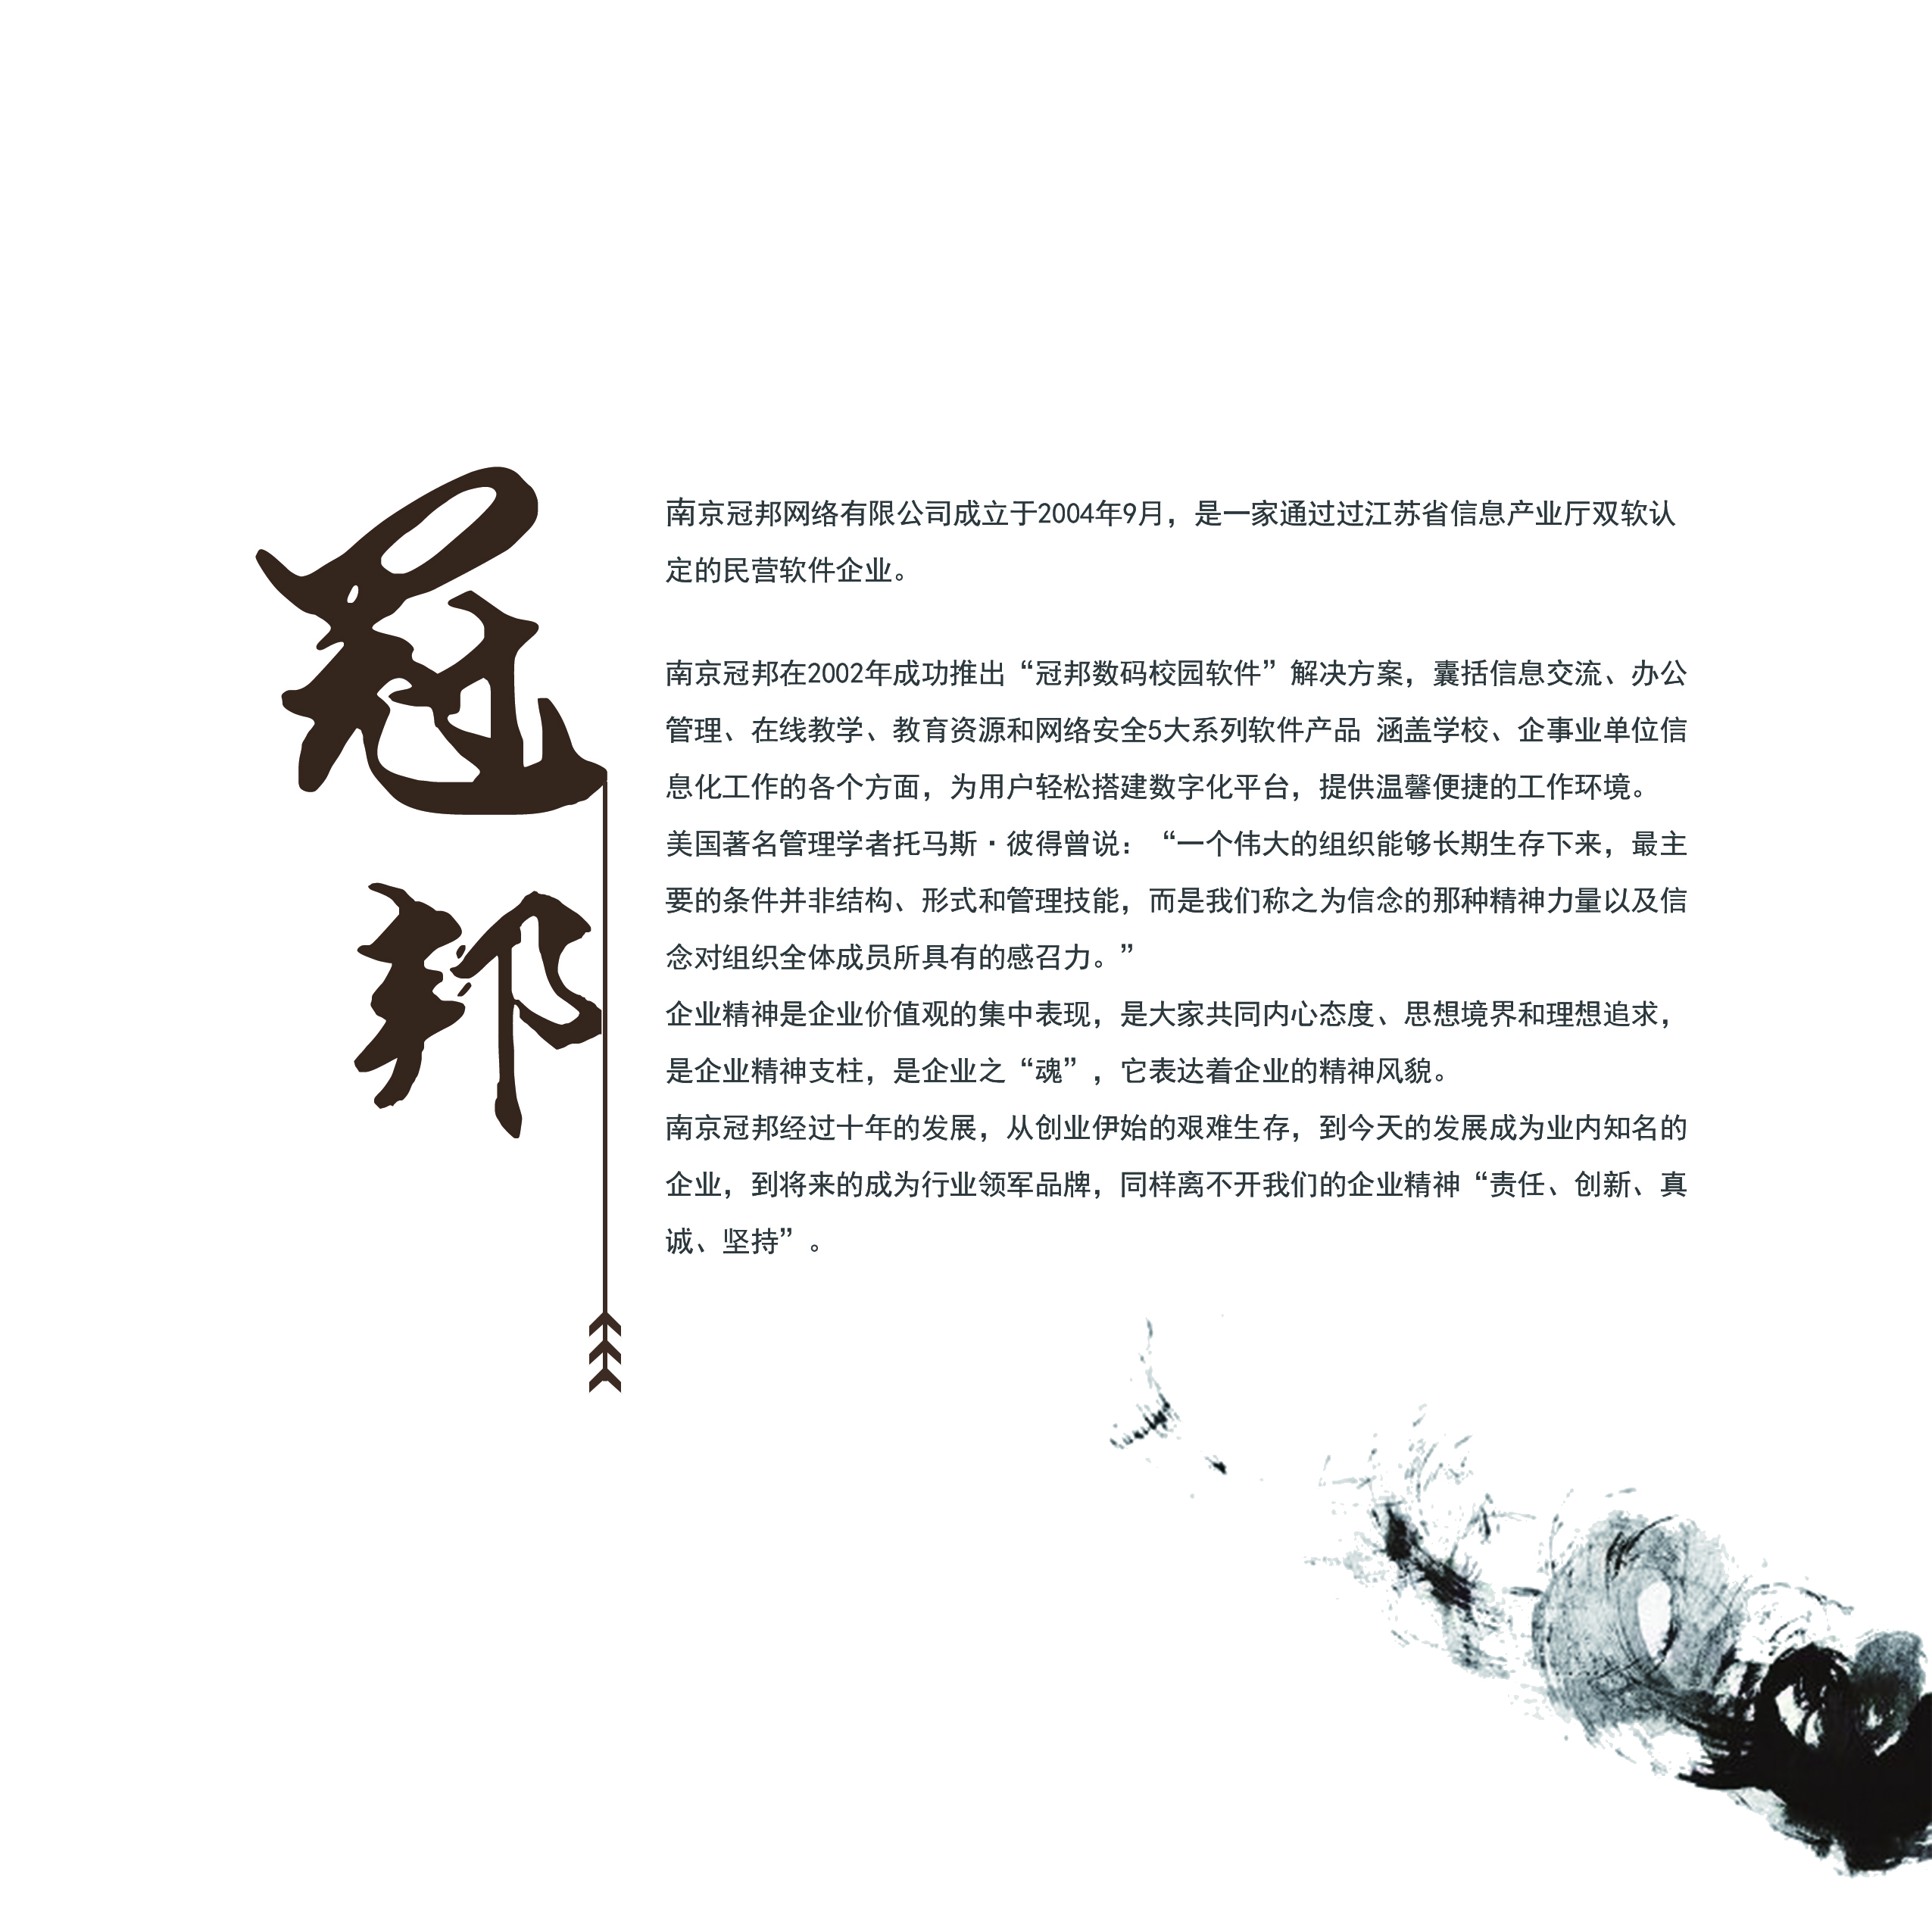 冠
邦
南京冠邦网络有限公司成立于2004年9月，是一家通过过江苏省信息产业厅双软认
定的民营软件企业。
南京冠邦在2002年成功推出“冠邦数码校园软件”解决方案，囊括信息交流、办公
管理、在线教学、教育资源和网络安全5大系列软件产品 涵盖学校、企事业单位信
息化工作的各个方面，为用户轻松搭建数字化平台，提供温馨便捷的工作环境。
美国著名管理学者托马斯·彼得曾说：“一个伟大的组织能够长期生存下来，最主
要的条件并非结构、形式和管理技能，而是我们称之为信念的那种精神力量以及信
念对组织全体成员所具有的感召力。”
企业精神是企业价值观的集中表现，是大家共同内心态度、思想境界和理想追求，
是企业精神支柱，是企业之“魂”，它表达着企业的精神风貌。
南京冠邦经过十年的发展，从创业伊始的艰难生存，到今天的发展成为业内知名的
企业，到将来的成为行业领军品牌，同样离不开我们的企业精神“责任、创新、真
诚、坚持”。